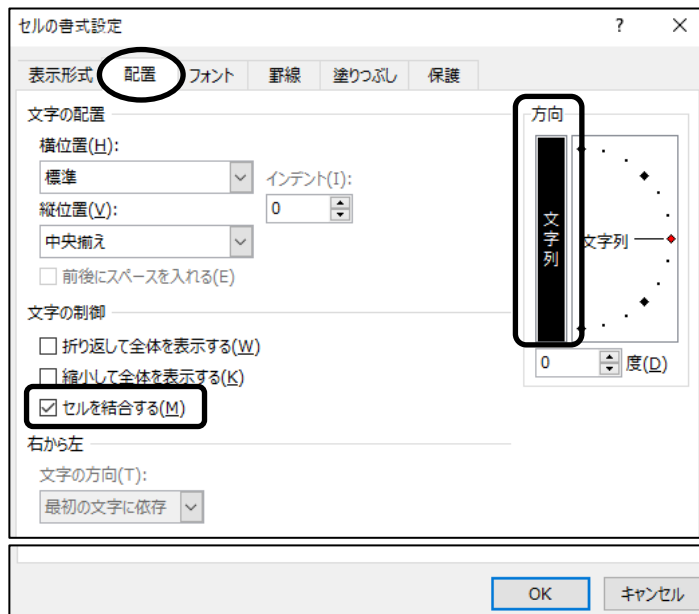 セルの書式設定 ? ×
表示形式 配置 フォント 罫線 塗りつぶし 保護
文字の配置
横位置(H):
標準
インデント(I):
0
縦位置(V):
中央揃え
前後にスペースを入れる(E)
文字の制御
折り返して全体を表示する(W)
縮小して全体を表示する(K)
セルを結合する(M)
右から左
文字の方向(T):
最初の文字に依存
方向
文字列
文字列
0 度(D)
OK キャンセル